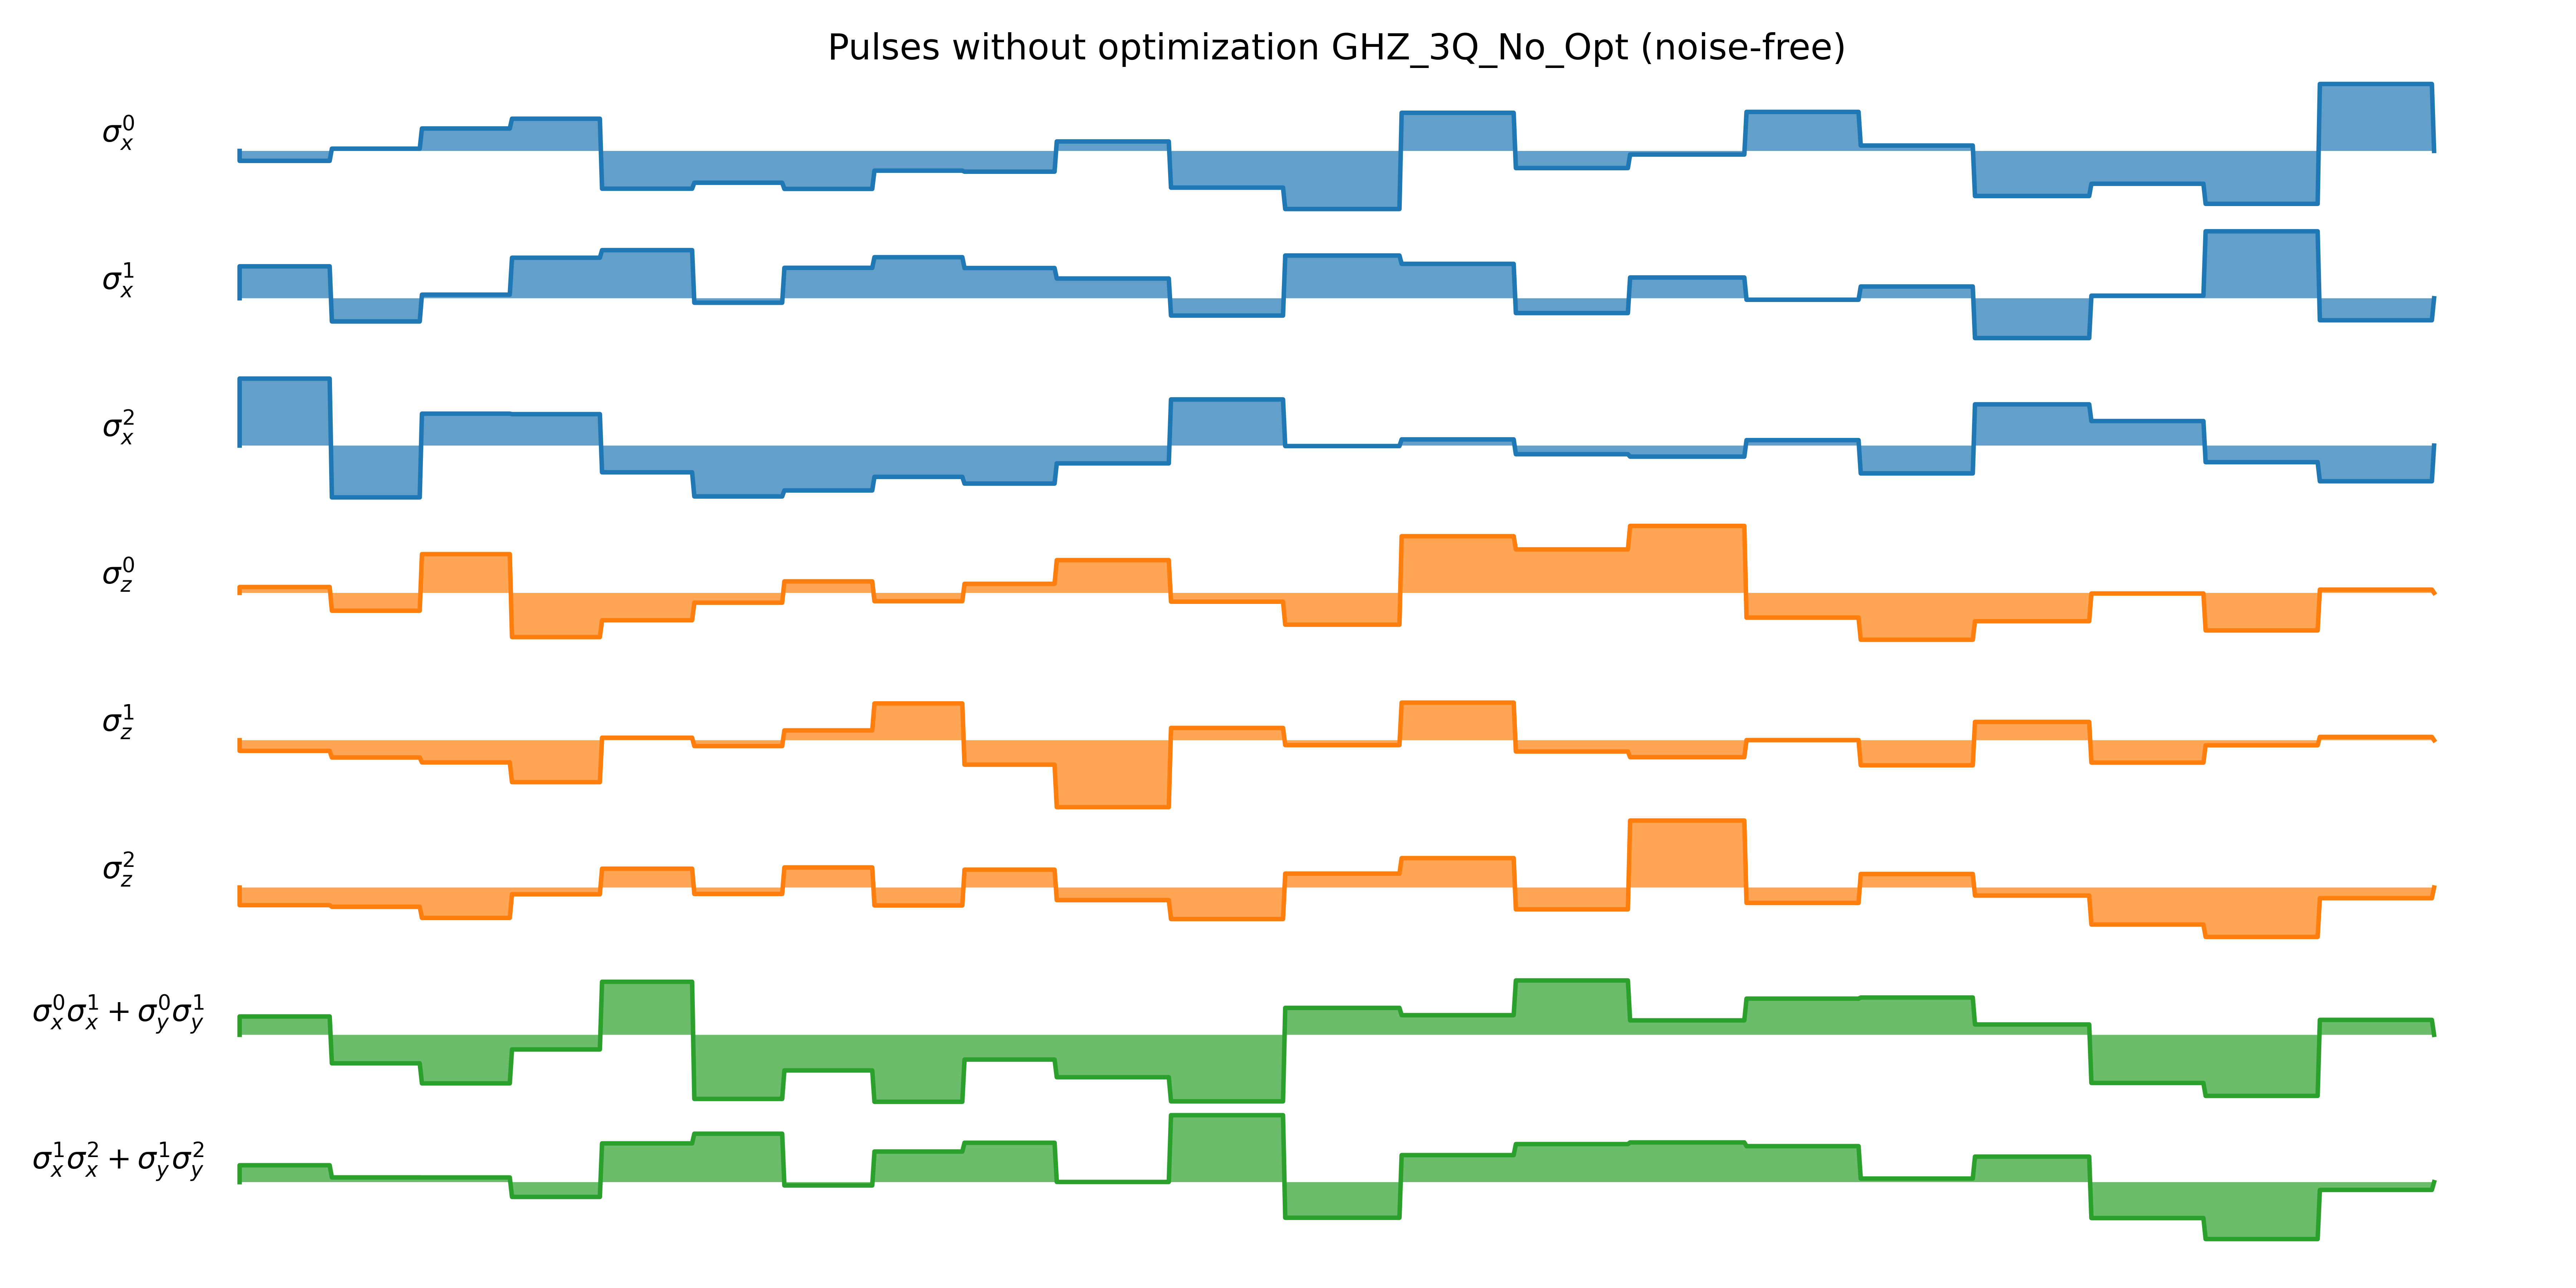 Pulses without optimization GHZ_3Q_No_Opt (noise-free)
σ_x^0
σ_x^1
σ_x^2
σ_z^0
σ_z^1
σ_z^2
σ_x^0σ_x^1 + σ_y^0σ_y^1
σ_x^1σ_x^2 + σ_y^1σ_y^2